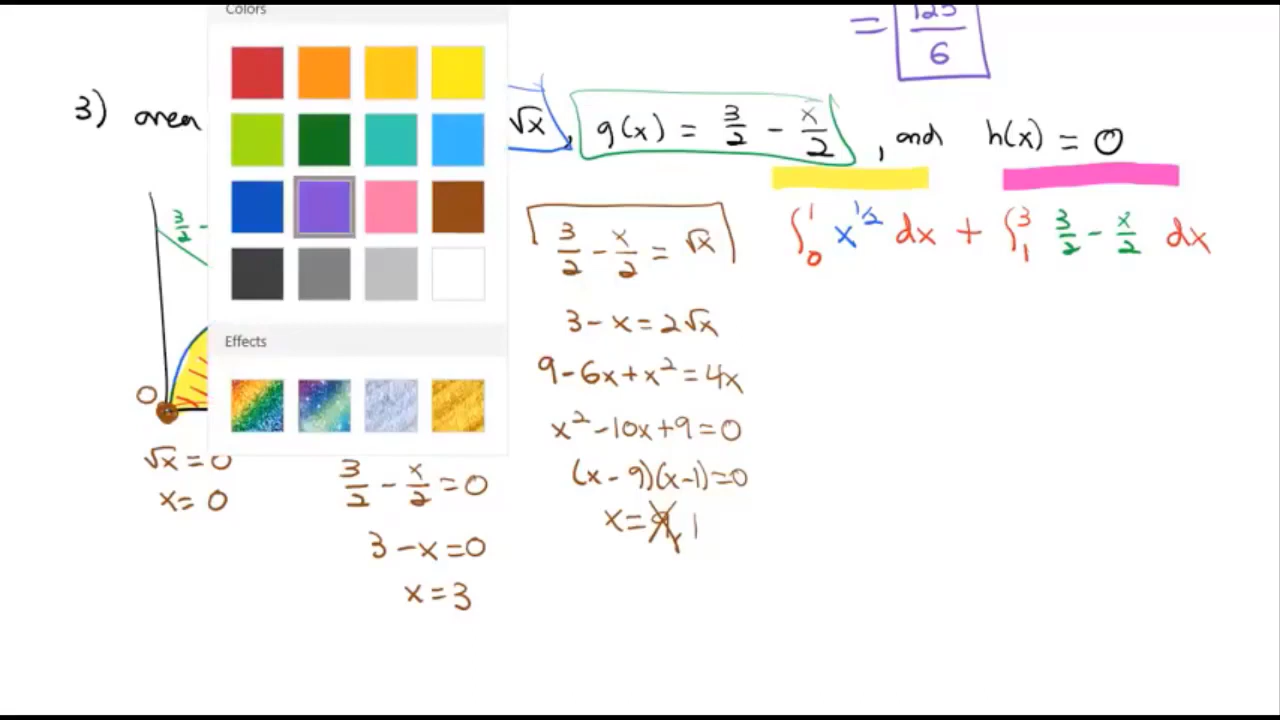 Colors
= 125/6
3) area √x, g(x) = 3/2 - x/2, and h(x) = 0
3/2 -
3/2 - x/2 = √x
∫₀¹ x^1/2 dx + ∫₁³ 3/2 - x/2 dx
3 - x = 2√x
Effects
9 - 6x + x² = 4x
0
x² - 10x + 9 = 0
√x = 0
x = 0
3/2 - x/2 = 0
3 - x = 0
x = 3
(x - 9)(x - 1) = 0
x = 9, 1